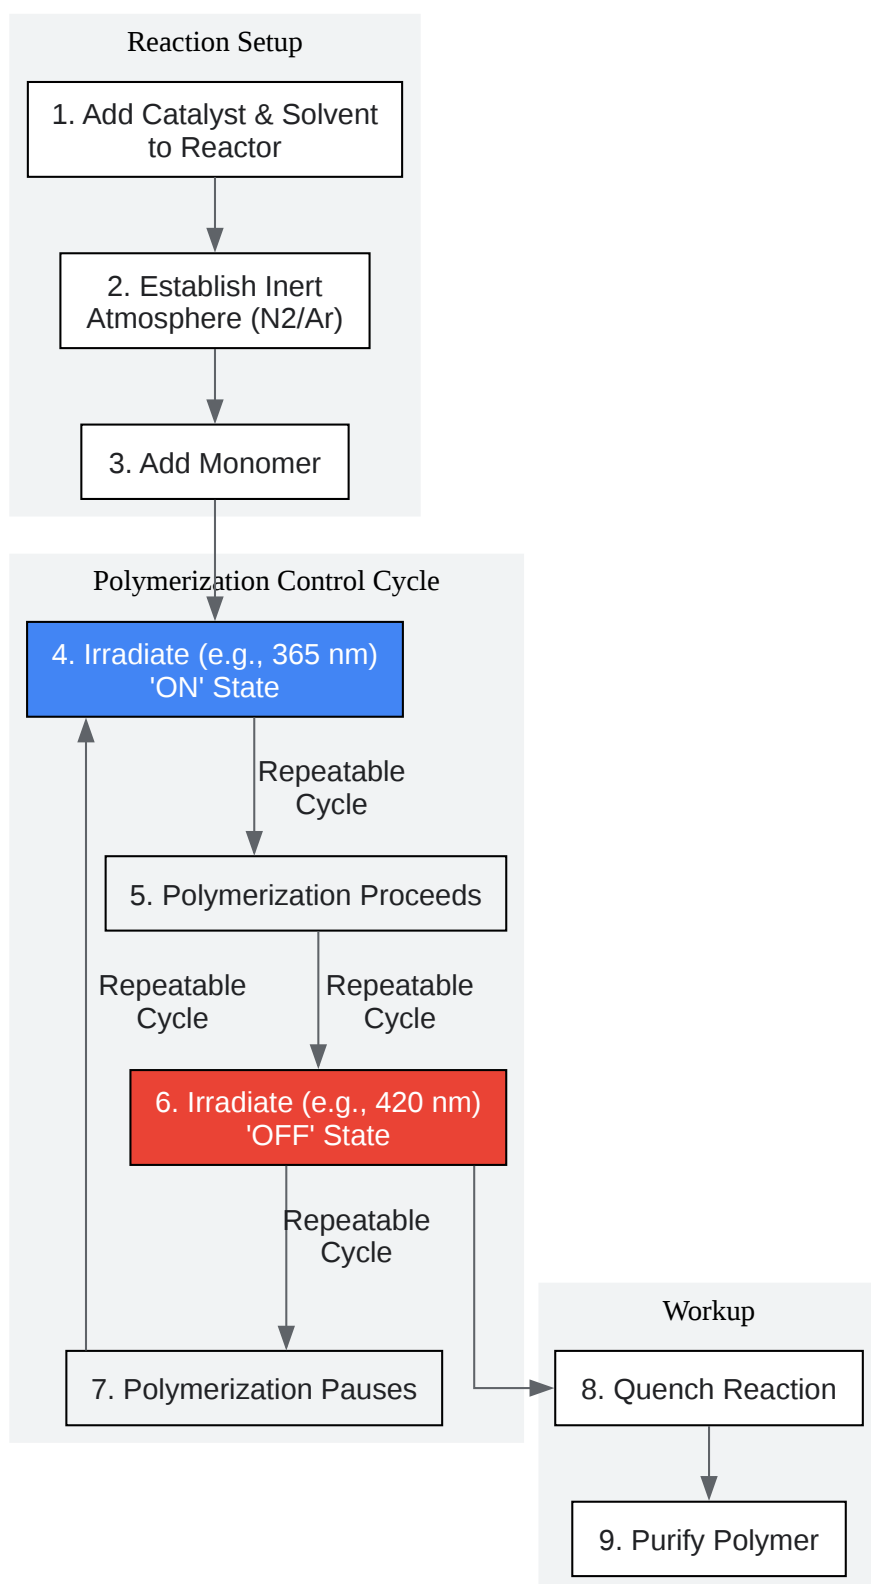 Reaction Setup
1. Add Catalyst & Solvent
to Reactor
2. Establish Inert
Atmosphere (N2/Ar)
3. Add Monomer
Polymerization Control Cycle
4. Irradiate (e.g., 365 nm)
'ON' State
Repeatable
Cycle
5. Polymerization Proceeds
Repeatable
Cycle
Repeatable
Cycle
6. Irradiate (e.g., 420 nm)
'OFF' State
Repeatable
Cycle
7. Polymerization Pauses
Workup
8. Quench Reaction
9. Purify Polymer